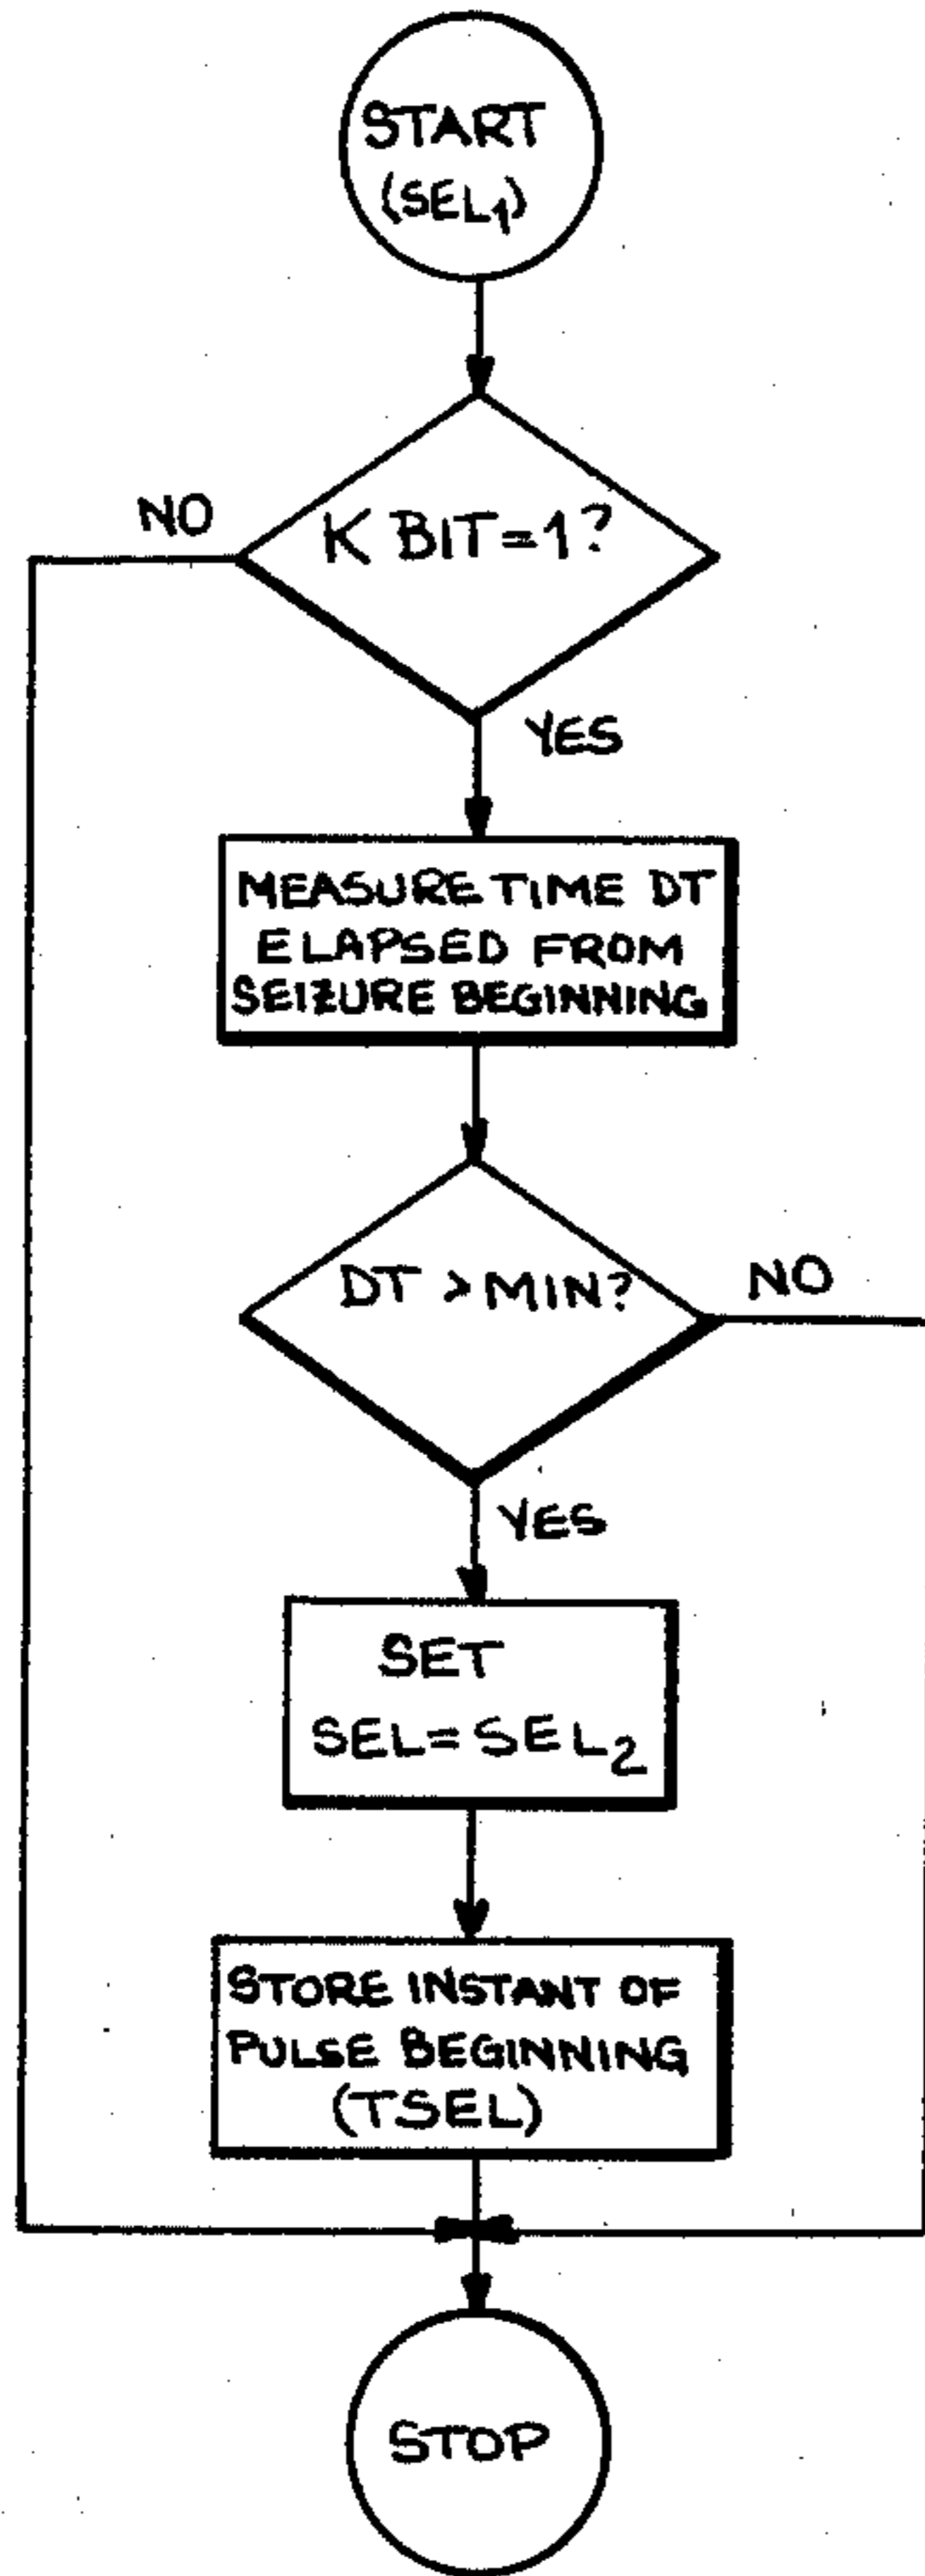 START
(SEL1)
NO
K BIT=1?
YES
MEASURE TIME DT
ELAPSED FROM
SEIZURE BEGINNING
DT > MIN?
NO
YES
SET
SEL=SEL2
STORE INSTANT OF
PULSE BEGINNING
(TSEL)
STOP